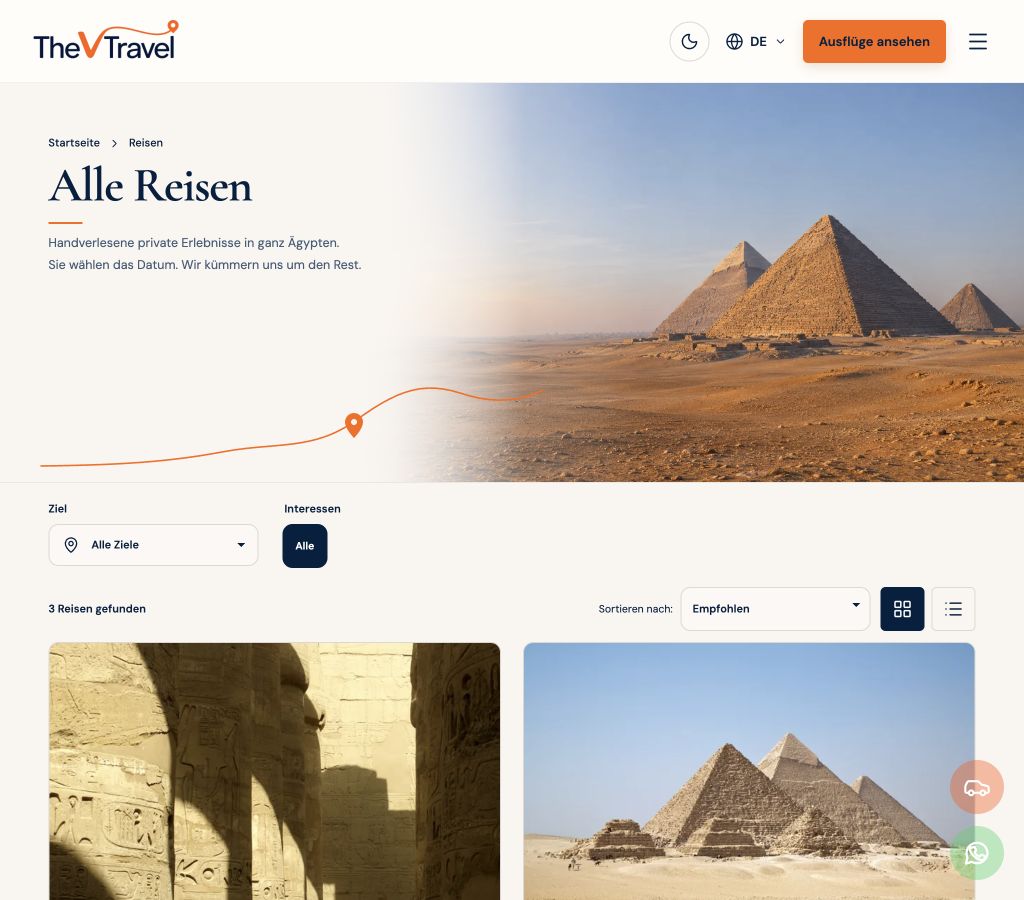 TheVTravel
DE
Ausflüge ansehen
Startseite > Reisen
Alle Reisen
Handverlesene private Erlebnisse in ganz Ägypten.
Sie wählen das Datum. Wir kümmern uns um den Rest.
Ziel
Interessen
Alle Ziele
Alle
3 Reisen gefunden
Sortieren nach:
Empfohlen